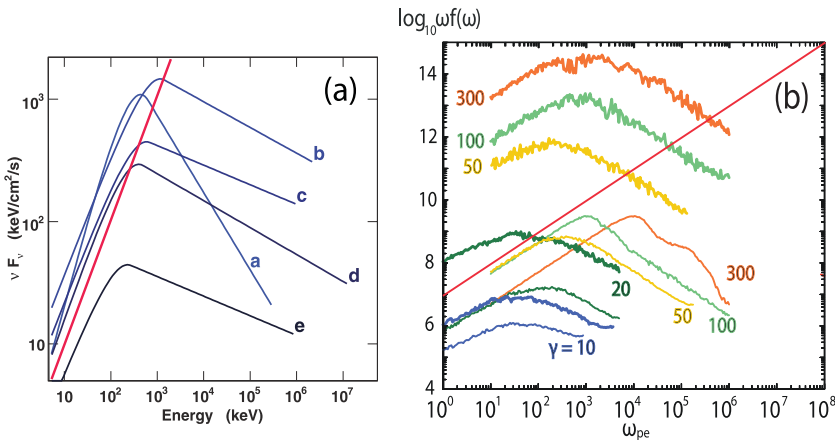 log₁₀ωf(ω)
(a)
10³
10²
10
ν Fᵥ (keV/cm²/s)
b
c
a
d
e
10 10² 10³ 10⁴ 10⁵ 10⁶ 10⁷
Energy (keV)
(b)
14
12
10
8
6
4
300
100
50
20
300
100
50
γ = 10
10⁰ 10¹ 10² 10³ 10⁴ 10⁵ 10⁶ 10⁷ 10⁸
ωₚₑ